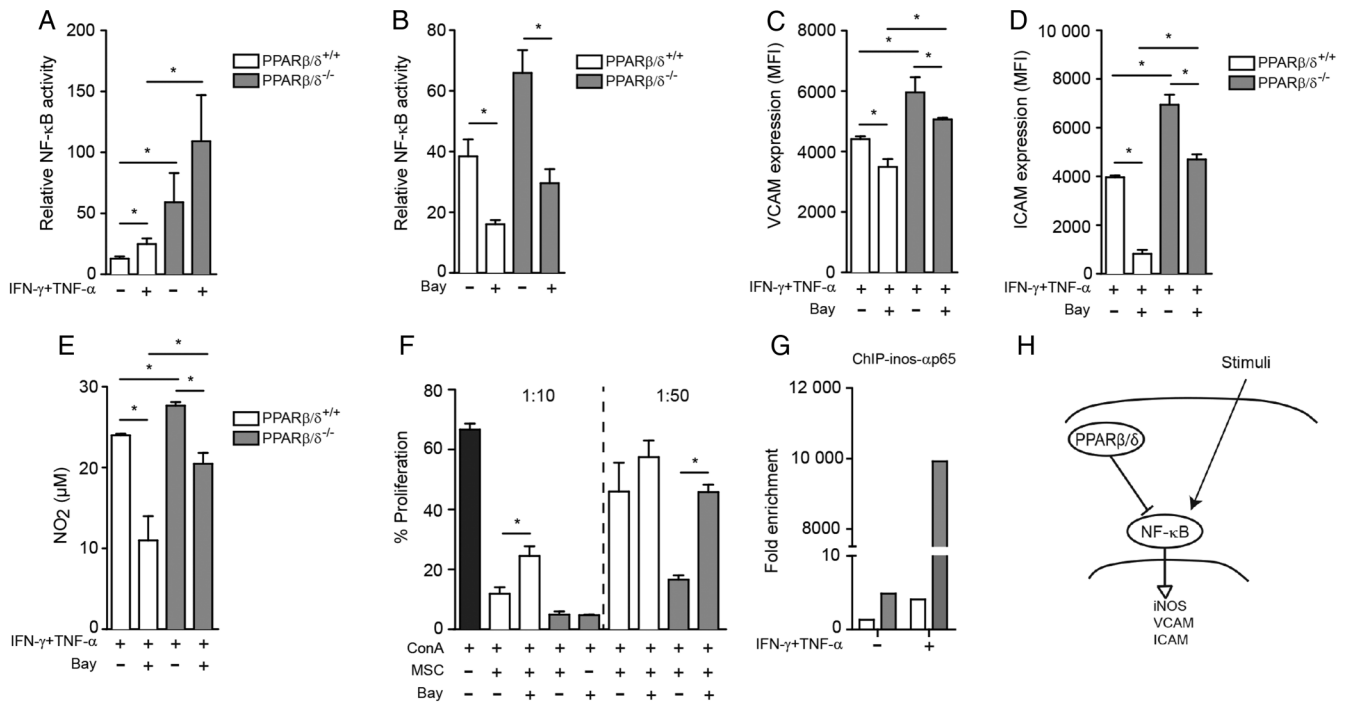 A
Relative NF-κB activity
200
150
100
50
0
IFN-γ+TNF-α - + - +
* * *
PPARβ/δ+/+
PPARβ/δ-/-
B
Relative NF-κB activity
80
60
40
20
0
Bay - + - +
* *
PPARβ/δ+/+
PPARβ/δ-/-
C
VCAM expression (MFI)
8000
6000
4000
2000
0
IFN-γ+TNF-α + + + +
Bay - + - +
* * * *
D
ICAM expression (MFI)
10 000
8000
6000
4000
2000
0
IFN-γ+TNF-α + + + +
Bay - + - +
* * * *
PPARβ/δ+/+
PPARβ/δ-/-
E
NO2 (µM)
30
20
10
0
IFN-γ+TNF-α + + + +
Bay - + - +
* * * *
PPARβ/δ+/+
PPARβ/δ-/-
F
% Proliferation
80
60
40
20
0
1:10 1:50
* *
ConA + + + + + + + + +
MSC - + + + - + + + +
Bay - - + - + - + - +
G
ChIP-inos-αp65
Fold enrichment
12 000
10 000
8000
10
0
IFN-γ+TNF-α - +
H
Stimuli
PPARβ/δ
NF-κB
iNOS
VCAM
ICAM